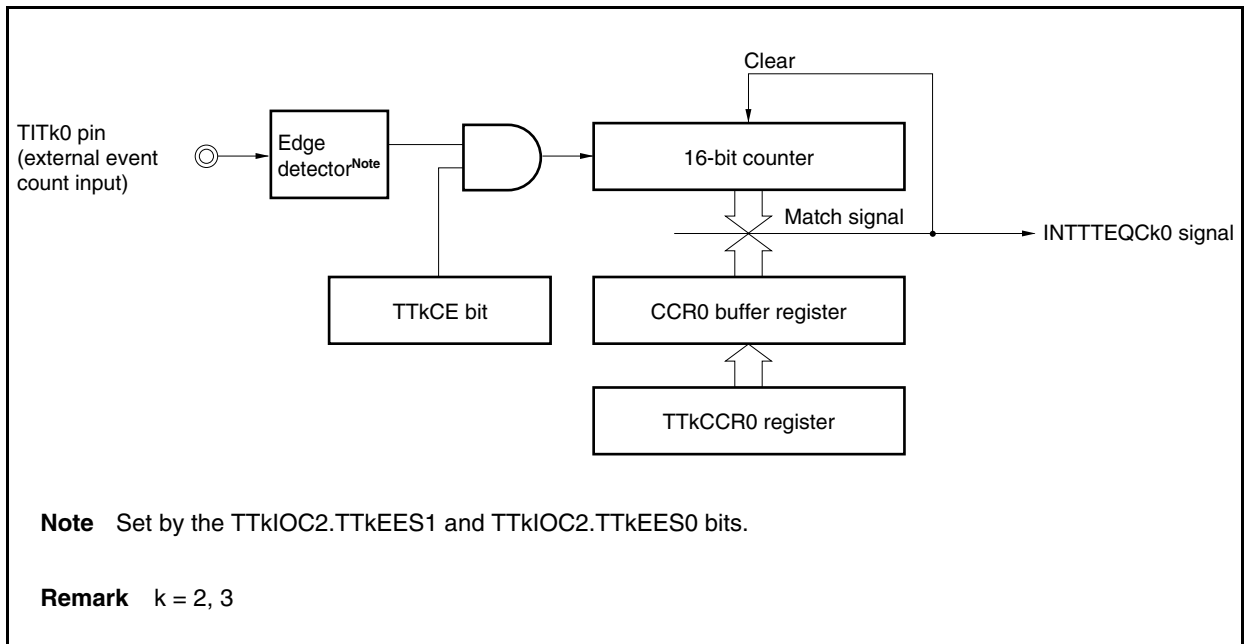 Clear
TITk0 pin
(external event
count input)
Edge
detectorNote
16-bit counter
Match signal
INTTTEQCk0 signal
TTkCE bit
CCR0 buffer register
TTkCCR0 register
Note Set by the TTkIOC2.TTkEES1 and TTkIOC2.TTkEES0 bits.
Remark k = 2, 3